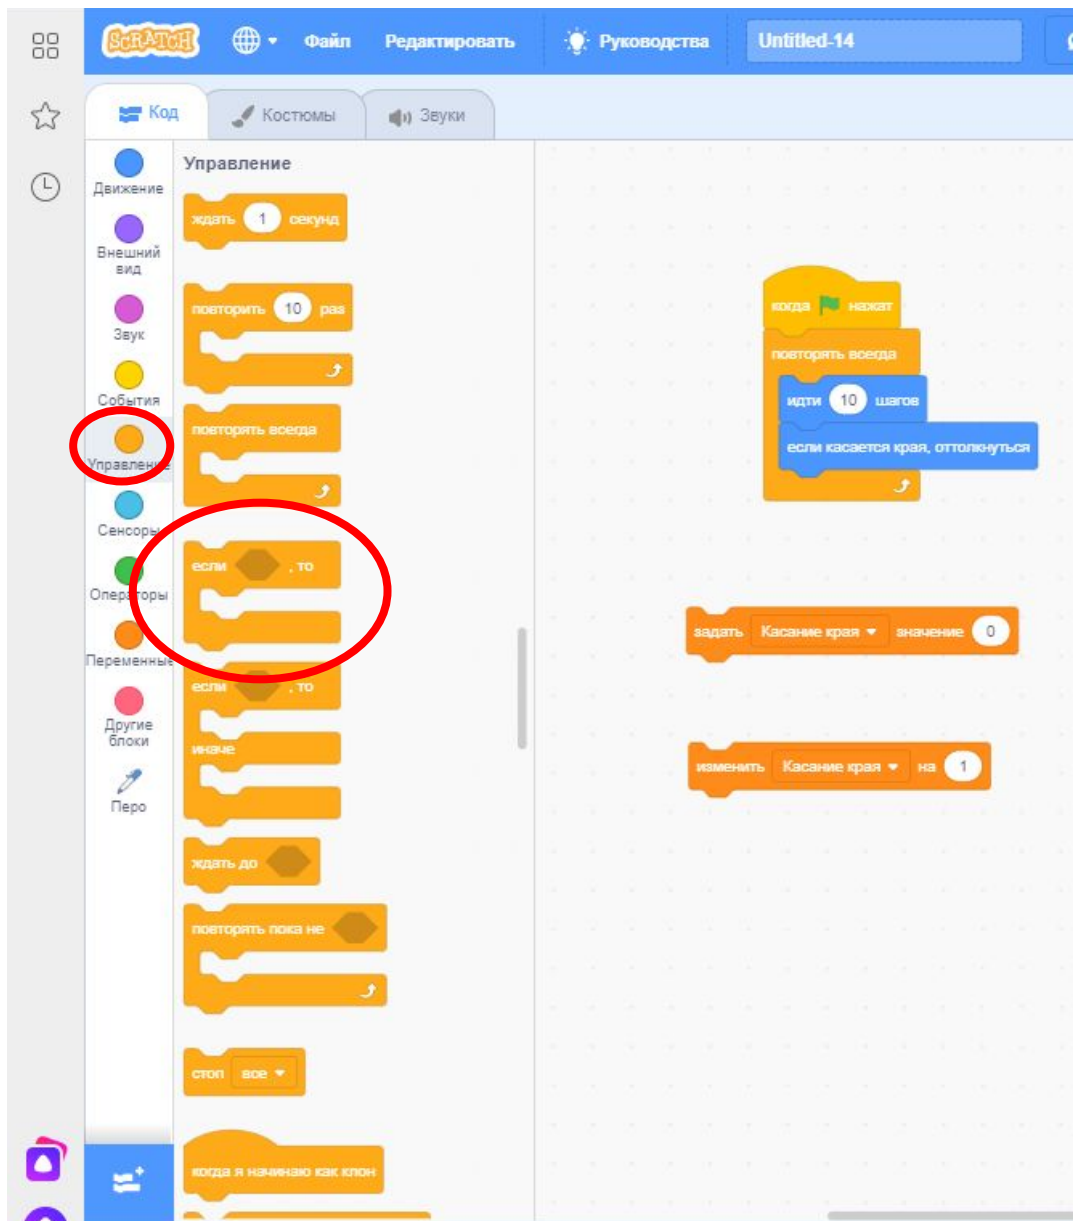 SCRATCH
Файл
Редактировать
Руководства
Untitled-14
Код
Костюмы
Звуки
Движение
Внешний
вид
Звук
События
Управление
Сенсоры
Операторы
Переменные
Другие
блоки
Перо
Управление
ждать 1 секунд
повторить 10 раз
повторять всегда
если , то
если , то
иначе
ждать до
повторять пока не
стоп все
когда я начинаю как клон
когда нажат
повторять всегда
идти 10 шагов
если касается края, оттолкнуться
задать Касание края значение 0
изменить Касание края на 1